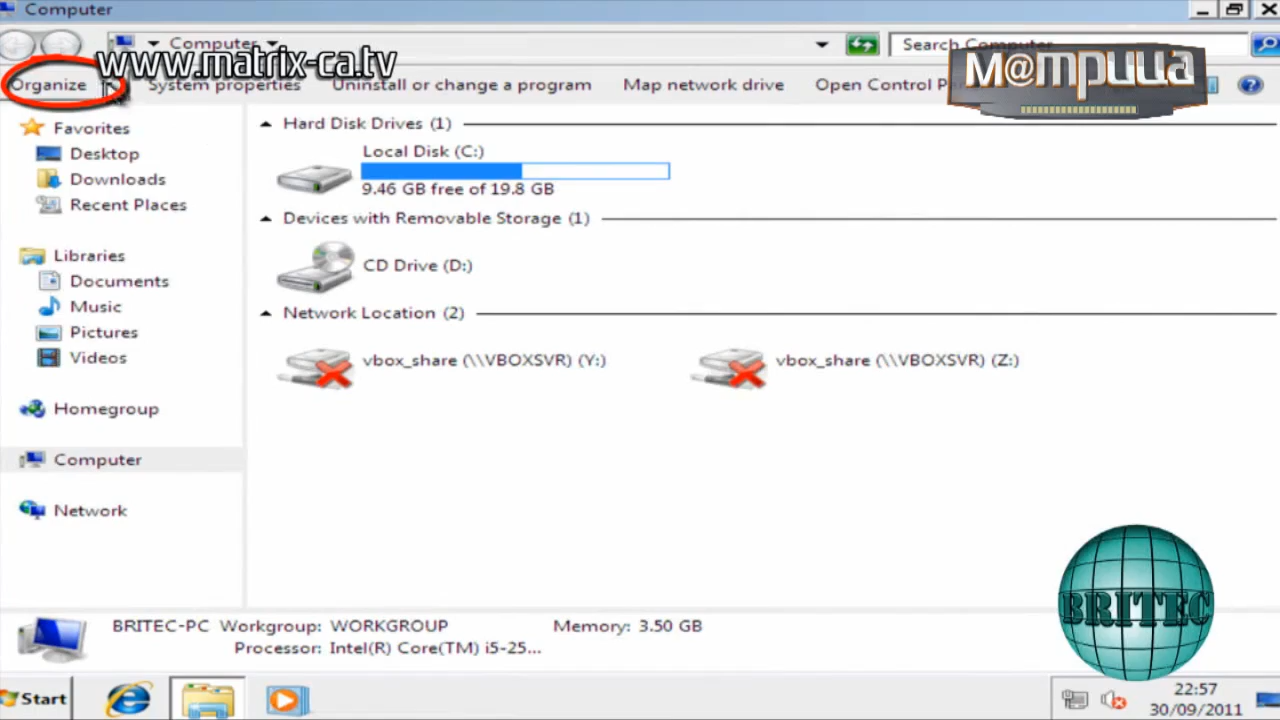 Computer
Computer
Search Computer
www.matrix-ca.tv
М@трица
Organize
System properties
Uninstall or change a program
Map network drive
Open Control
Favorites
Desktop
Downloads
Recent Places
Libraries
Documents
Music
Pictures
Videos
Homegroup
Computer
Network
Hard Disk Drives (1)
Local Disk (C:)
9.46 GB free of 19.8 GB
Devices with Removable Storage (1)
CD Drive (D:)
Network Location (2)
vbox_share (\\VBOXSVR) (Y:)
vbox_share (\\VBOXSVR) (Z:)
BRITEC
BRITEC-PC Workgroup: WORKGROUP Memory: 3.50 GB
Processor: Intel(R) Core(TM) i5-25...
Start
22:57
30/09/2011